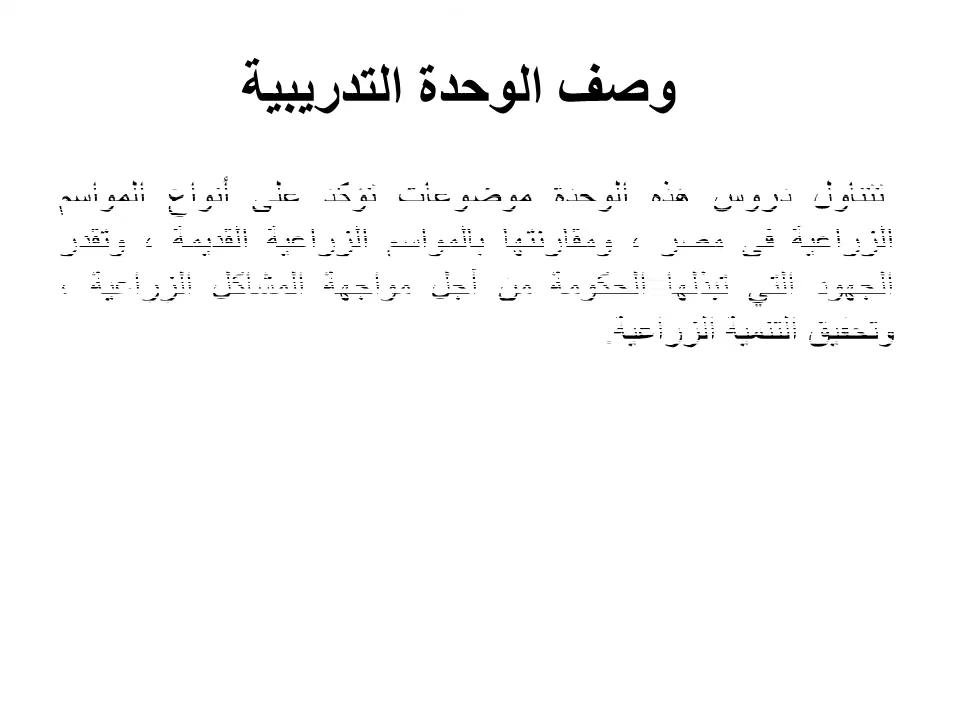 وصف الوحدة التدريبية
تتناول دروس هذه الوحدة موضوعات تؤكد على أنواع المواسم
الزراعية فى مصر ، ومقارنتها بالمواسم الزراعية القديمة ، وتقدر
الجهود التي تبذلها الحكومة من أجل مواجهة المشاكل الزراعية ،
وتحقيق التنمية الزراعية.